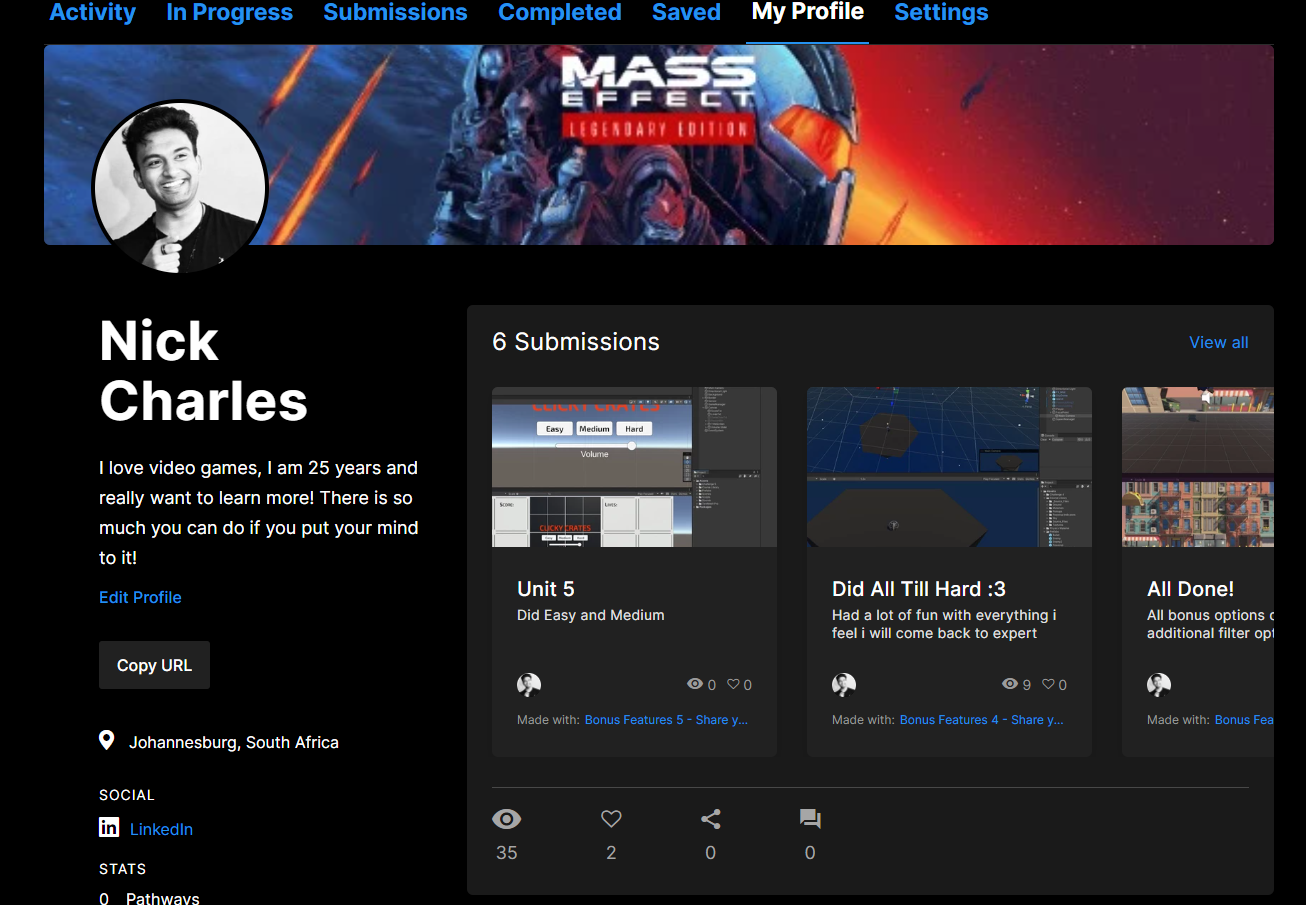 Activity In Progress Submissions Completed Saved My Profile Settings
MASS
EFFECT
LEGENDARY EDITION
Nick
Charles
I love video games, I am 25 years and
really want to learn more! There is so
much you can do if you put your mind
to it!
Edit Profile
Copy URL
Johannesburg, South Africa
SOCIAL
in LinkedIn
STATS
0 Pathways
6 Submissions View all
CLICKY CRATES
Easy Medium Hard
Volume
SCORE: LIVES:
CLICKY CRATES
Easy Medium Hard
Unit 5
Did Easy and Medium
0 0
Made with: Bonus Features 5 - Share y...
Did All Till Hard :3
Had a lot of fun with everything i
feel i will come back to expert
9 0
Made with: Bonus Features 4 - Share y...
All Done!
All bonus options
additional filter
Made with: Bonus
35 2 0 0